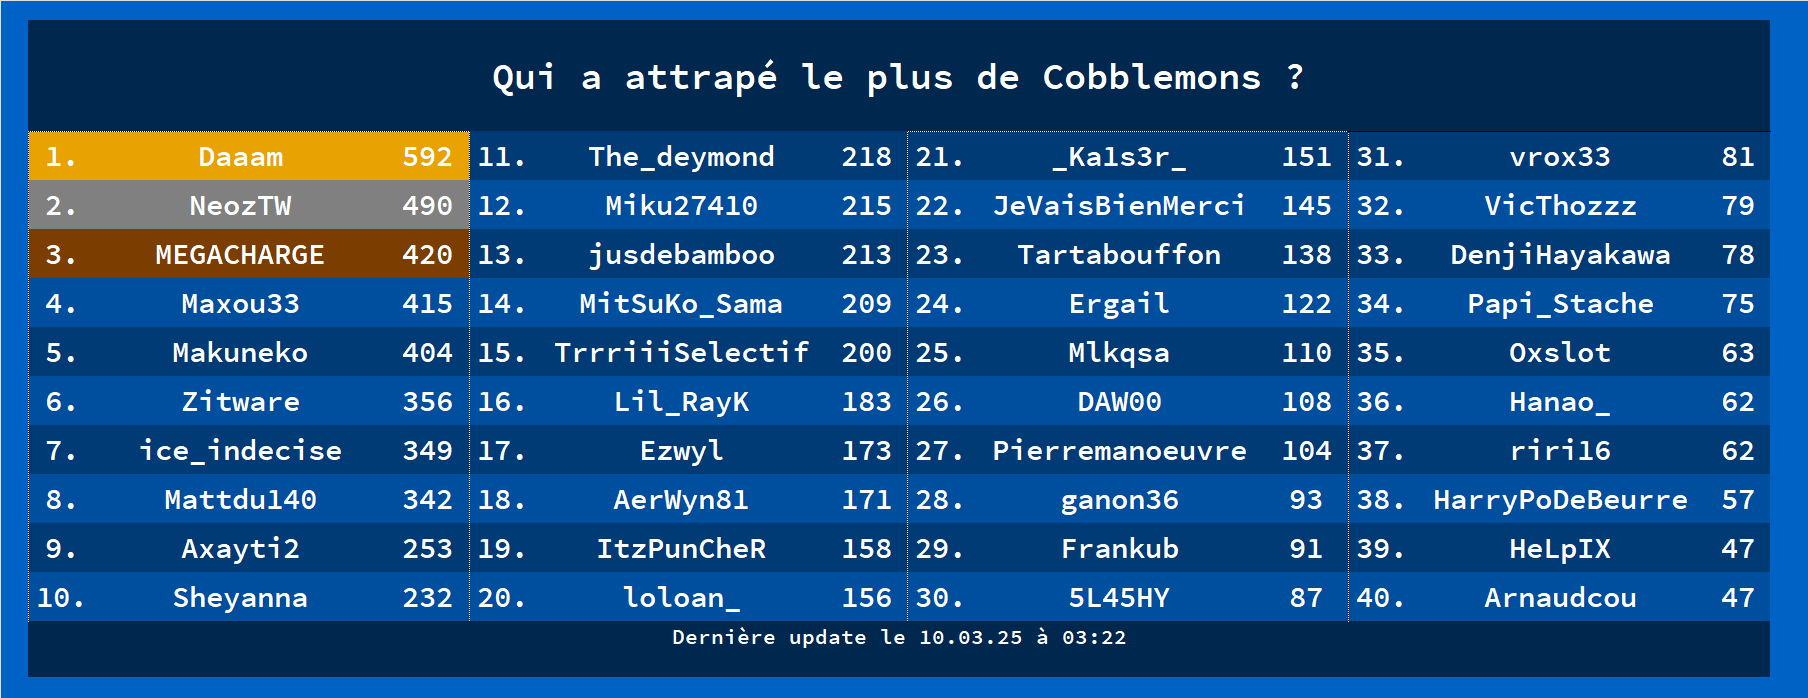 Qui a attrapé le plus de Cobblemons ?
1. Daaam 592 11. The_deymond 218 21. _Kals3r_ 151 31. vrox33 81
2. NeozTW 490 12. Miku27410 215 22. JeVaisBienMerci 145 32. VicThozzz 79
3. MEGACHARGE 420 13. jusdebamboo 213 23. Tartabouffon 138 33. DenjiHayakawa 78
4. Maxou33 415 14. MitSuKo_Sama 209 24. Ergail 122 34. Papi_Stache 75
5. Makuneko 404 15. TrrriiiSelectif 200 25. Mlkqsa 110 35. Oxslot 63
6. Zitware 356 16. Lil_RayK 183 26. DAW00 108 36. Hanao_ 62
7. ice_indecise 349 17. Ezwyl 173 27. Pierremanoeuvre 104 37. riri16 62
8. Mattdu140 342 18. AerWyn81 171 28. ganon36 93 38. HarryPoDeBeurre 57
9. Axayti2 253 19. ItzPunCheR 158 29. Frankub 91 39. HeLpIX 47
10. Sheyanna 232 20. loloan_ 156 30. 5L45HY 87 40. Arnaudcou 47
Dernière update le 10.03.25 à 03:22